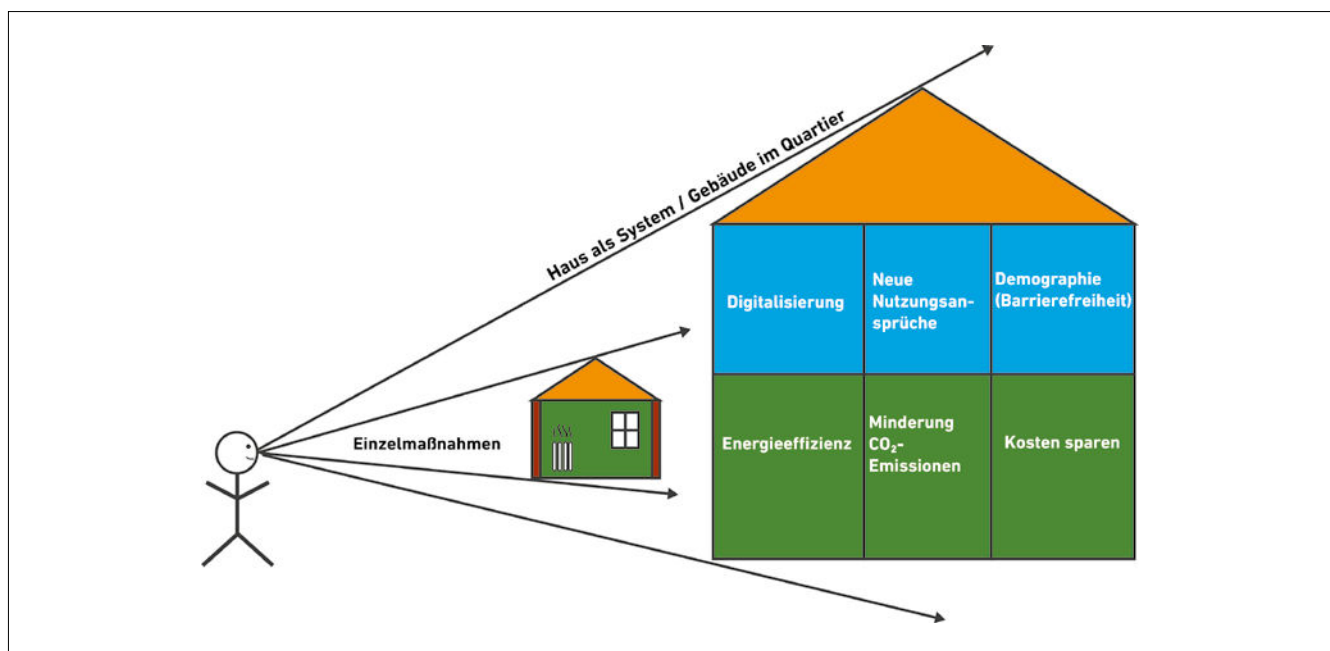 Haus als System / Gebäude im Quartier
Einzelmaßnahmen
Digitalisierung
Neue
Nutzungsan-
sprüche
Demographie
(Barrierefreiheit)
Energieeffizienz
Minderung
CO₂-
Emissionen
Kosten sparen